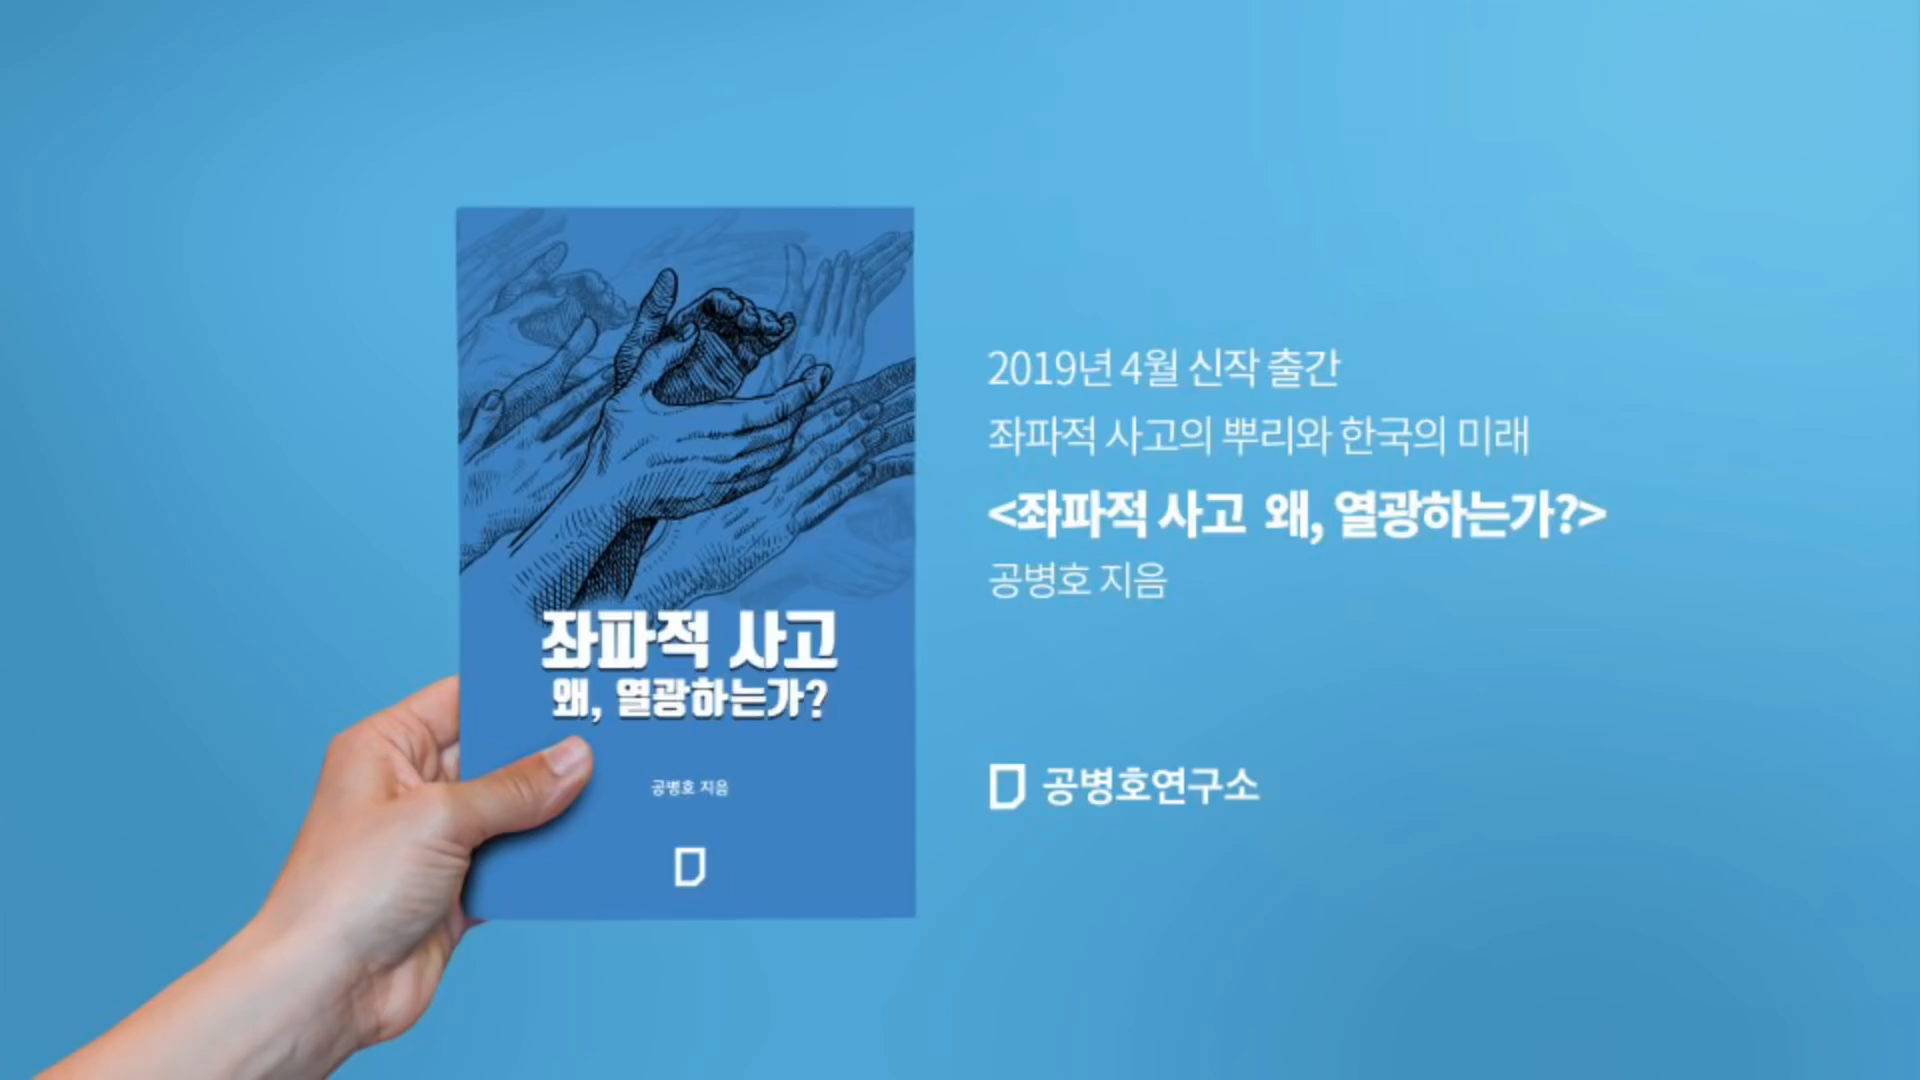 좌파적 사고
왜, 열광하는가?
공병호 지음
2019년 4월 신작 출간
좌파적 사고의 뿌리와 한국의 미래
<좌파적 사고 왜, 열광하는가?>
공병호 지음
공병호연구소